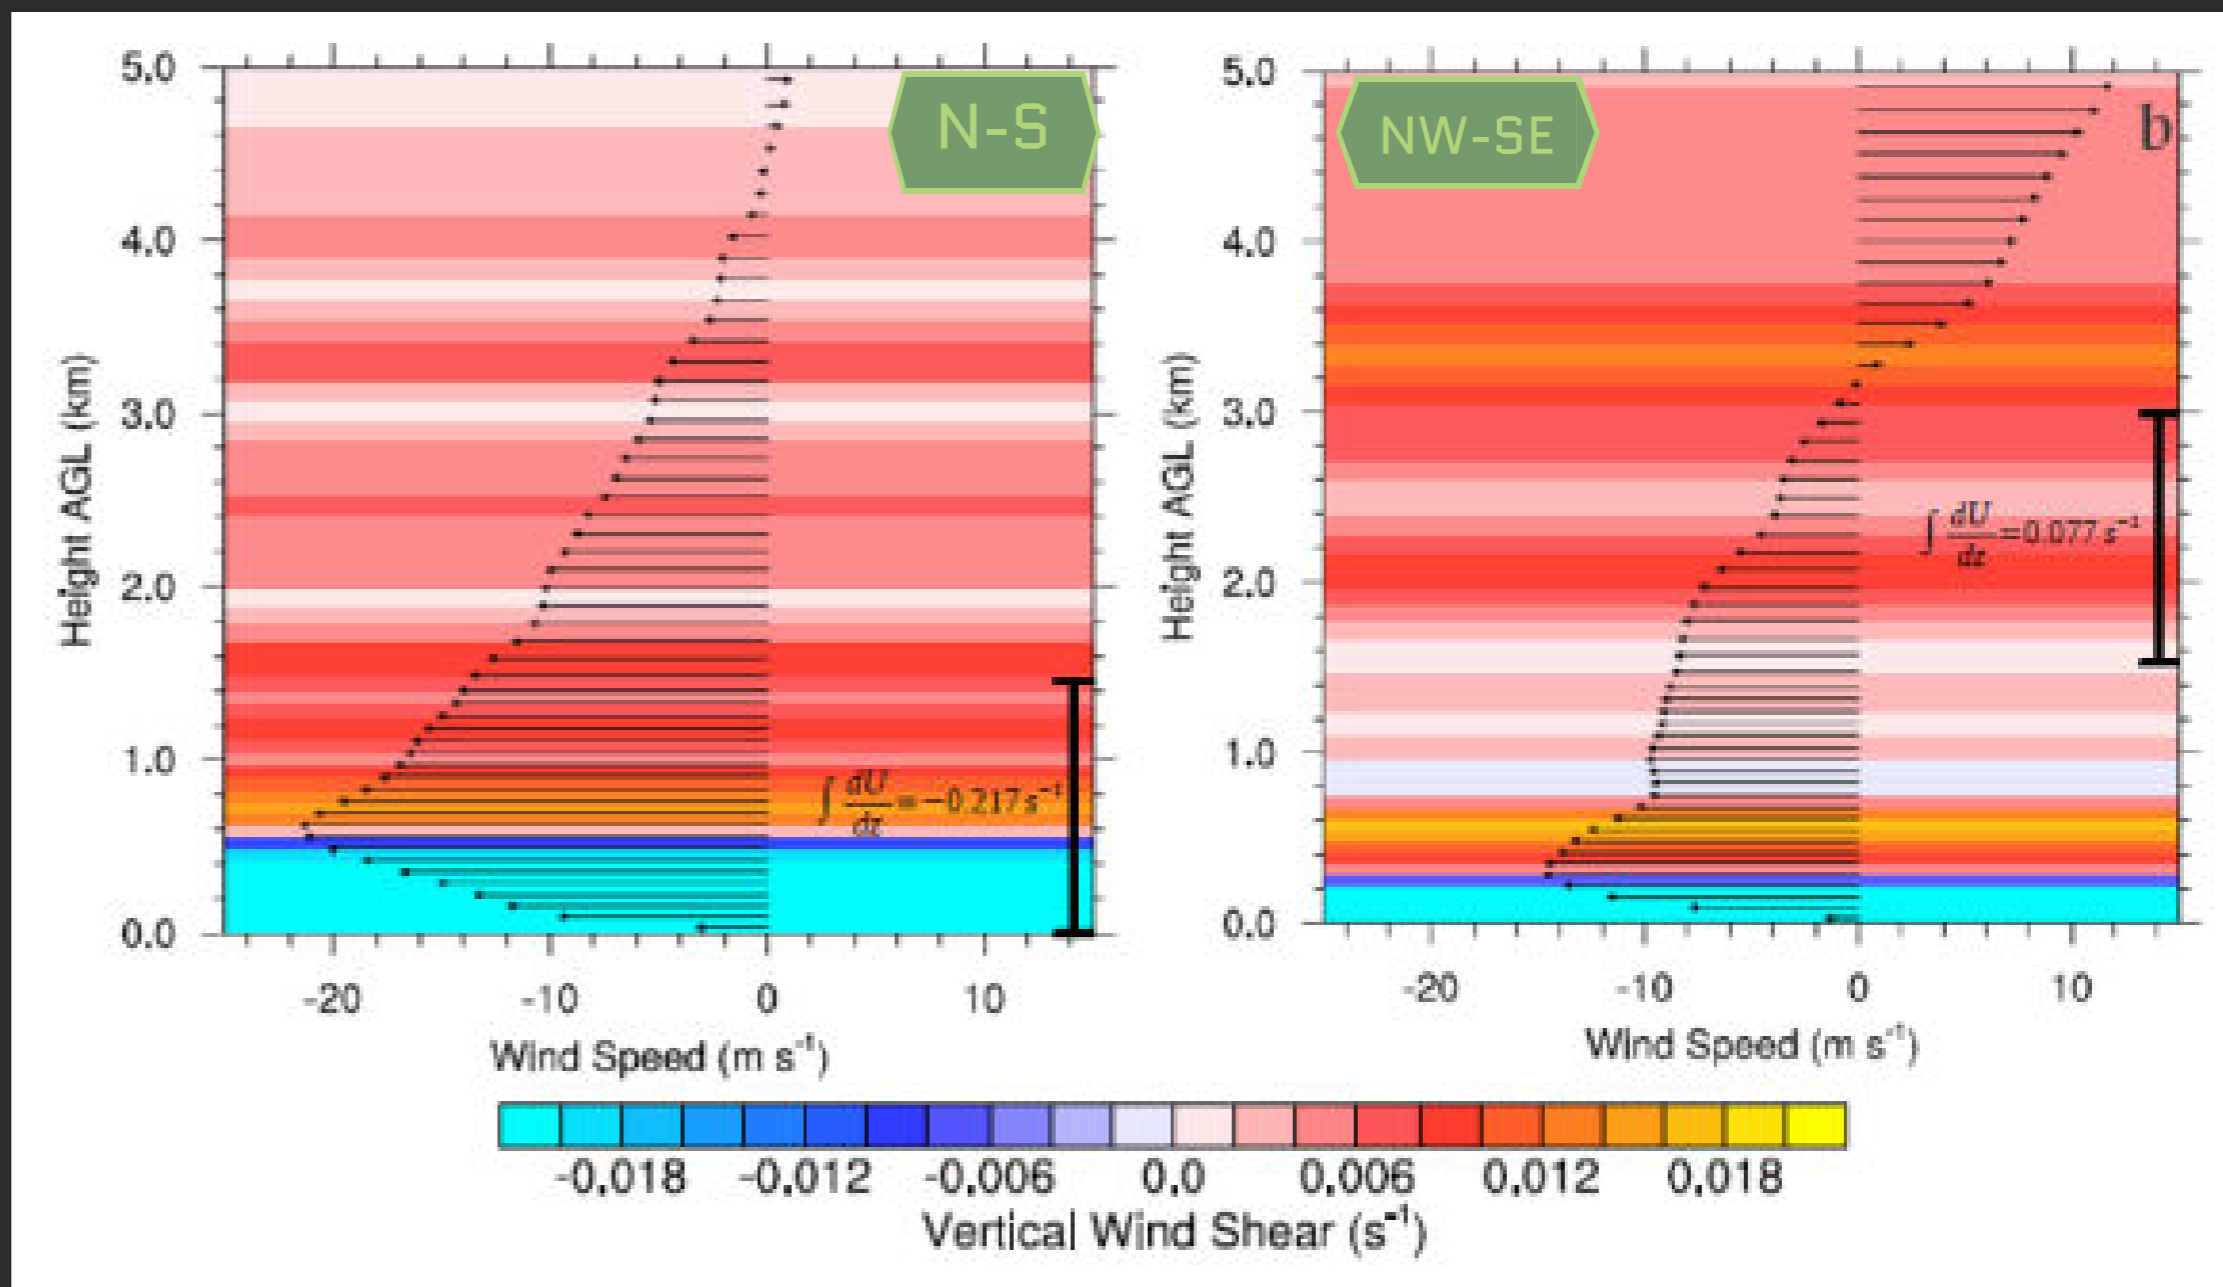 N-S
5.0
4.0
3.0
2.0
1.0
0.0
Height AGL (km)
∫ dU/dz = −0.217 s⁻¹
-20 -10 0 10
Wind Speed (m s⁻¹)
NW-SE
b
5.0
4.0
3.0
2.0
1.0
0.0
Height AGL (km)
∫ dU/dz =0.077 s⁻¹
-20 -10 0 10
Wind Speed (m s⁻¹)
-0.018 -0.012 -0.006 0.0 0.006 0.012 0.018
Vertical Wind Shear (s⁻¹)